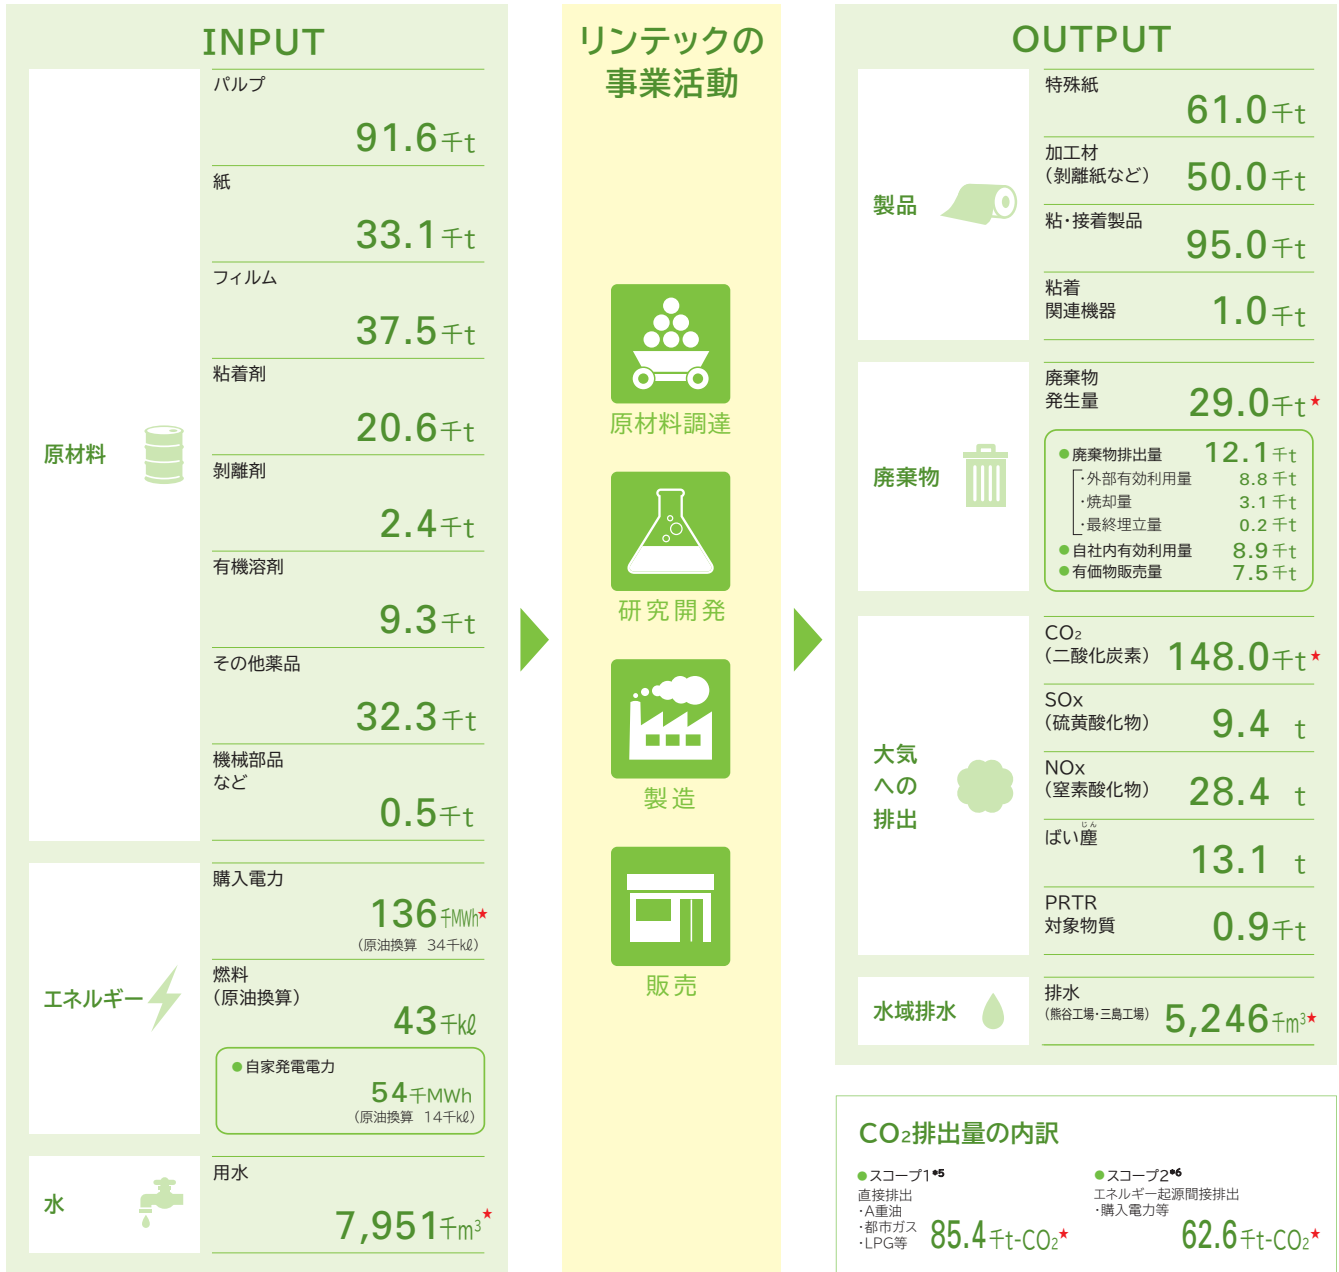 INPUT
原材料
パルプ
91.6千t
紙
33.1千t
フィルム
37.5千t
粘着剤
20.6千t
剝離剤
2.4千t
有機溶剤
9.3千t
その他薬品
32.3千t
機械部品
など
0.5千t
エネルギー
購入電力
136千MWh★
（原油換算 34千kℓ）
燃料
（原油換算）
43千kℓ
●自家発電電力
54千MWh
（原油換算 14千kℓ）
水
用水
7,951千m³★
リンテックの
事業活動
原材料調達
研究開発
製造
販売
OUTPUT
製品
特殊紙
61.0千t
加工材
（剝離紙など）
50.0千t
粘・接着製品
95.0千t
粘着
関連機器
1.0千t
廃棄物
廃棄物
発生量
29.0千t★
●廃棄物排出量 12.1千t
・外部有効利用量 8.8千t
・焼却量 3.1千t
・最終埋立量 0.2千t
●自社内有効利用量 8.9千t
●有価物販売量 7.5千t
大気
への
排出
CO₂
（二酸化炭素）
148.0千t★
SOx
（硫黄酸化物）
9.4 t
NOx
（窒素酸化物）
28.4 t
じん
ばい塵
13.1 t
PRTR
対象物質
0.9千t
水域排水
排水
（熊谷工場・三島工場）
5,246千m³★
CO₂排出量の内訳
●スコープ1*5
直接排出
・A重油
・都市ガス
・LPG等
85.4千t-CO₂★
●スコープ2*6
エネルギー起源間接排出
・購入電力等
62.6千t-CO₂★